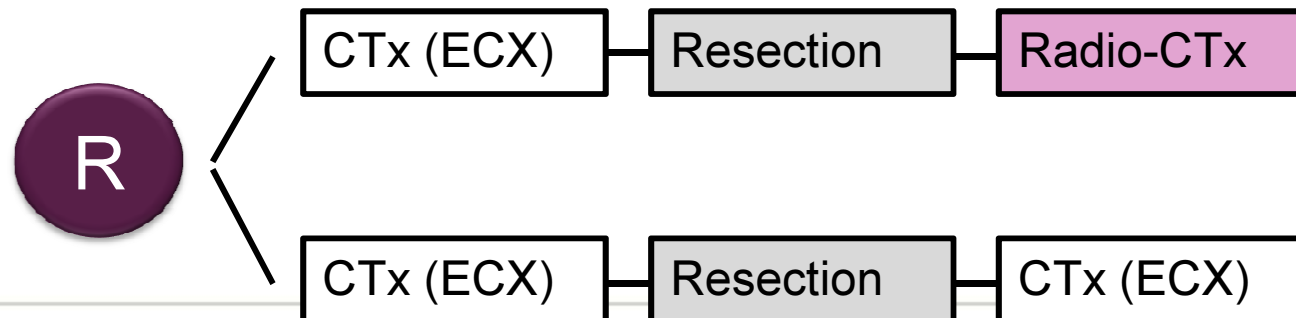 CTx (ECX) Resection Radio-CTx
R
CTx (ECX) Resection CTx (ECX)